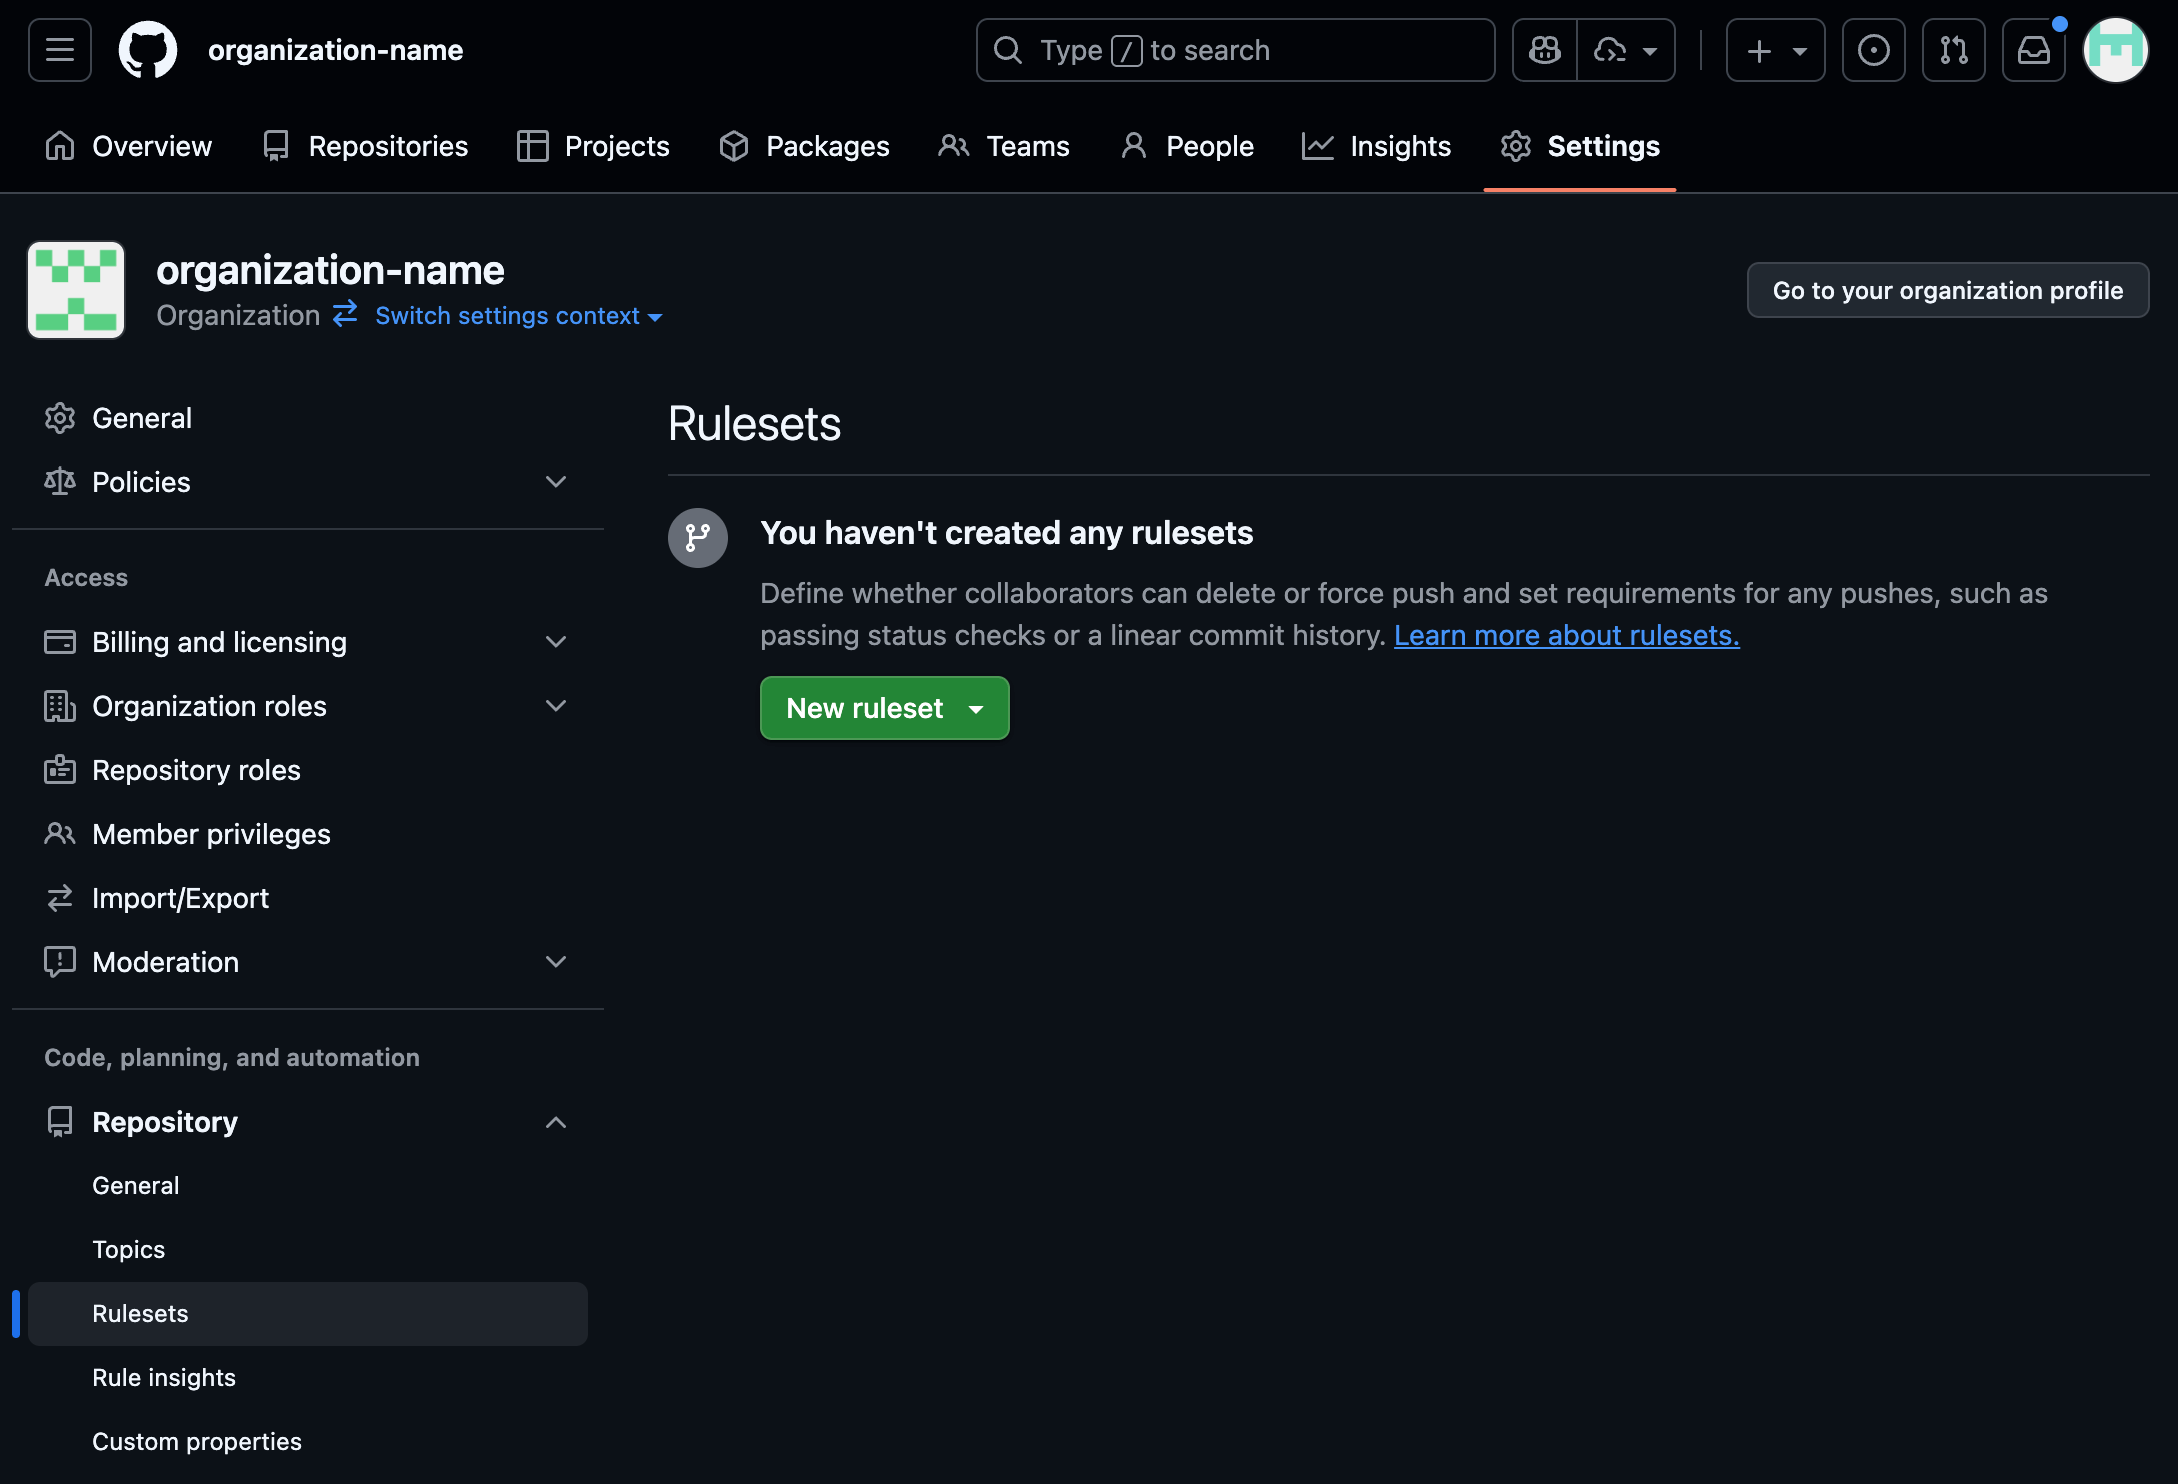 organization-name
Type / to search
Overview
Repositories
Projects
Packages
Teams
People
Insights
Settings
organization-name
Organization
Switch settings context
Go to your organization profile
General
Policies
Access
Billing and licensing
Organization roles
Repository roles
Member privileges
Import/Export
Moderation
Code, planning, and automation
Repository
General
Topics
Rulesets
Rule insights
Custom properties
Rulesets
You haven't created any rulesets
Define whether collaborators can delete or force push and set requirements for any pushes, such as
passing status checks or a linear commit history. Learn more about rulesets.
New ruleset